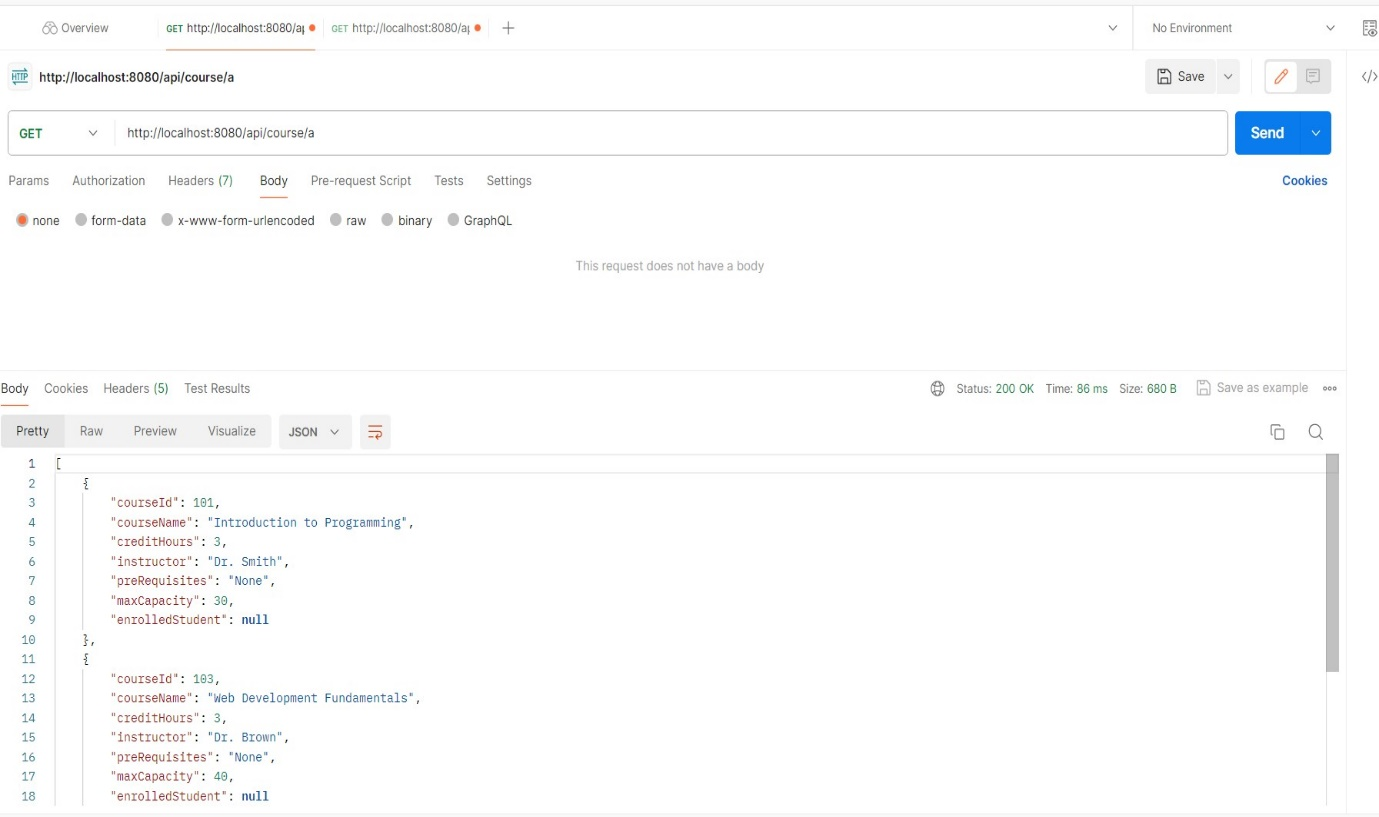 Overview GET http://localhost:8080/ap GET http://localhost:8080/ap No Environment
HTTP http://localhost:8080/api/course/a Save
GET http://localhost:8080/api/course/a Send
Params Authorization Headers (7) Body Pre-request Script Tests Settings Cookies
none form-data x-www-form-urlencoded raw binary GraphQL
This request does not have a body
Body Cookies Headers (5) Test Results Status: 200 OK Time: 86 ms Size: 680 B Save as example
Pretty Raw Preview Visualize JSON
1 [
2 {
3 "courseId": 101,
4 "courseName": "Introduction to Programming",
5 "creditHours": 3,
6 "instructor": "Dr. Smith",
7 "preRequisites": "None",
8 "maxCapacity": 30,
9 "enrolledStudent": null
10 },
11 {
12 "courseId": 103,
13 "courseName": "Web Development Fundamentals",
14 "creditHours": 3,
15 "instructor": "Dr. Brown",
16 "preRequisites": "None",
17 "maxCapacity": 40,
18 "enrolledStudent": null